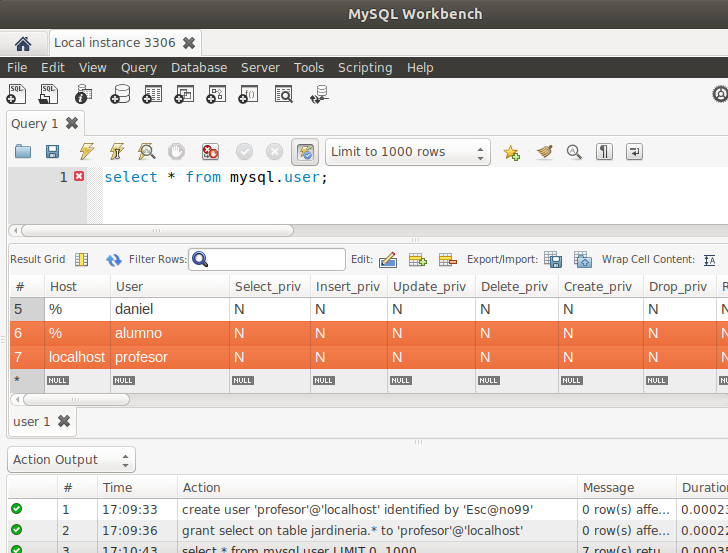 MySQL Workbench
Local instance 3306
File Edit View Query Database Server Tools Scripting Help
Query 1
Limit to 1000 rows
1 select * from mysql.user;
Result Grid Filter Rows: Edit: Export/Import: Wrap Cell Content:
# Host User Select_priv Insert_priv Update_priv Delete_priv Create_priv Drop_priv R
5 % daniel N N N N N N N
6 % alumno N N N N N N N
7 localhost profesor N N N N N N N
* NULL NULL NULL NULL NULL NULL NULL NULL
user 1
Action Output
# Time Action Message Duratio
1 17:09:33 create user 'profesor'@'localhost' identified by 'Esc@no99' 0 row(s) affe... 0.00023
2 17:09:36 grant select on table jardineria.* to 'profesor'@'localhost' 0 row(s) affe... 0.00022
3 17:10:43 select * from mysql.user LIMIT 0, 1000 7 row(s) retu